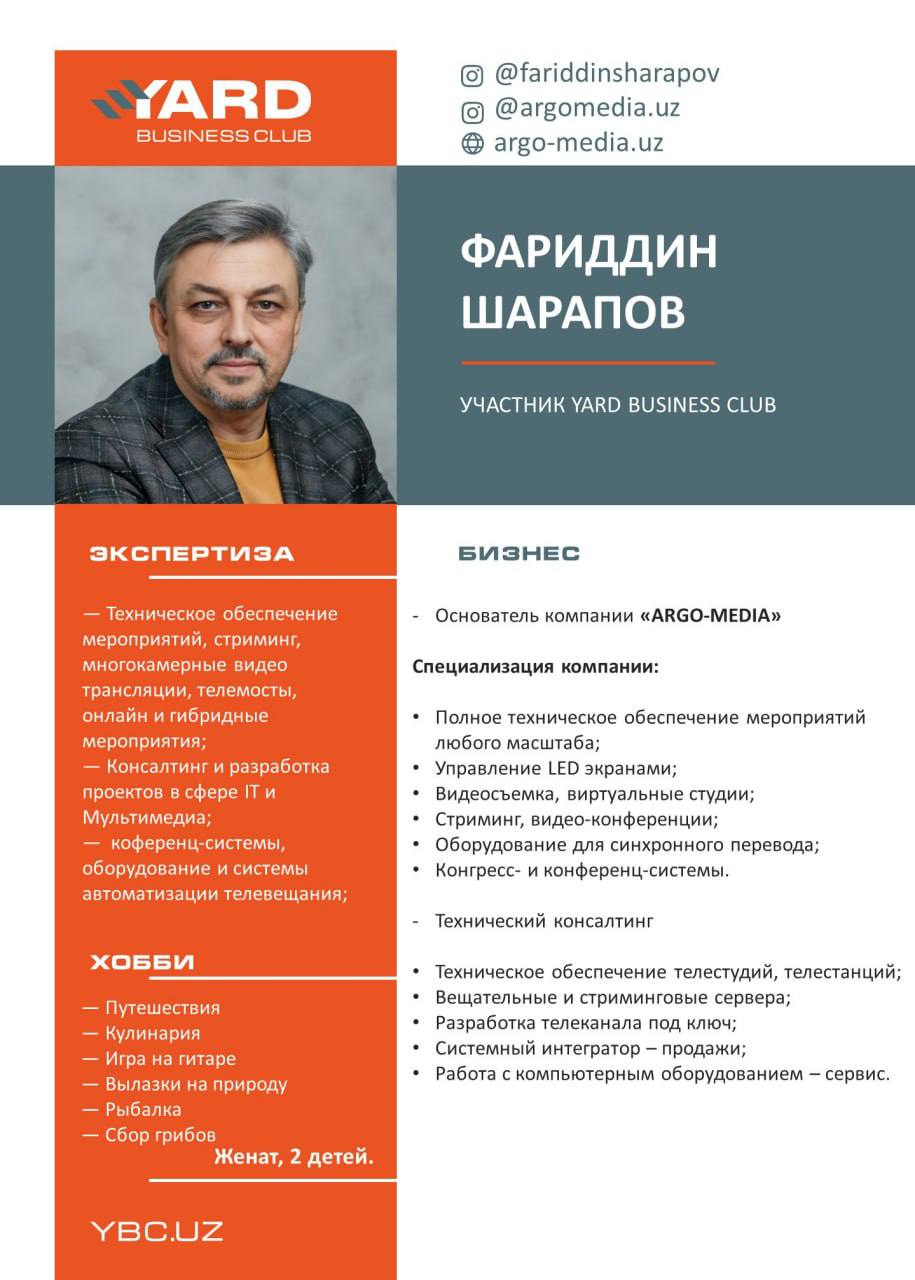 YARD
BUSINESS CLUB
@fariddinsharapov
@argomedia.uz
argo-media.uz
ФАРИДДИН
ШАРАПОВ
УЧАСТНИК YARD BUSINESS CLUB
ЭКСПЕРТИЗА
— Техническое обеспечение
мероприятий, стриминг,
многокамерные видео
трансляции, телемосты,
онлайн и гибридные
мероприятия;
— Консалтинг и разработка
проектов в сфере IT и
Мультимедиа;
— коференц-системы,
оборудование и системы
автоматизации телевещания;
ХОББИ
— Путешествия
— Кулинария
— Игра на гитаре
— Вылазки на природу
— Рыбалка
— Сбор грибов
Женат, 2 детей.
YBC.UZ
БИЗНЕС
- Основатель компании «ARGO-MEDIA»
Специализация компании:
• Полное техническое обеспечение мероприятий
любого масштаба;
• Управление LED экранами;
• Видеосъемка, виртуальные студии;
• Стриминг, видео-конференции;
• Оборудование для синхронного перевода;
• Конгресс- и конференц-системы.
- Технический консалтинг
• Техническое обеспечение телестудий, телестанций;
• Вещательные и стриминговые сервера;
• Разработка телеканала под ключ;
• Системный интегратор – продажи;
• Работа с компьютерным оборудованием – сервис.